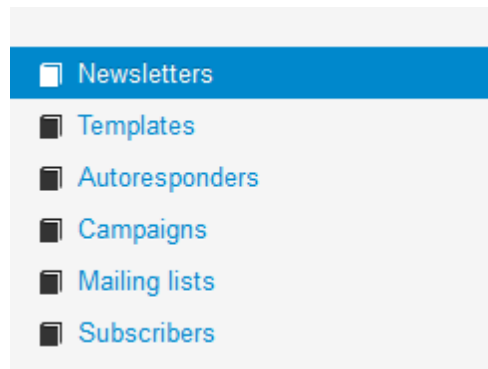 Newsletters
Templates
Autoresponders
Campaigns
Mailing lists
Subscribers